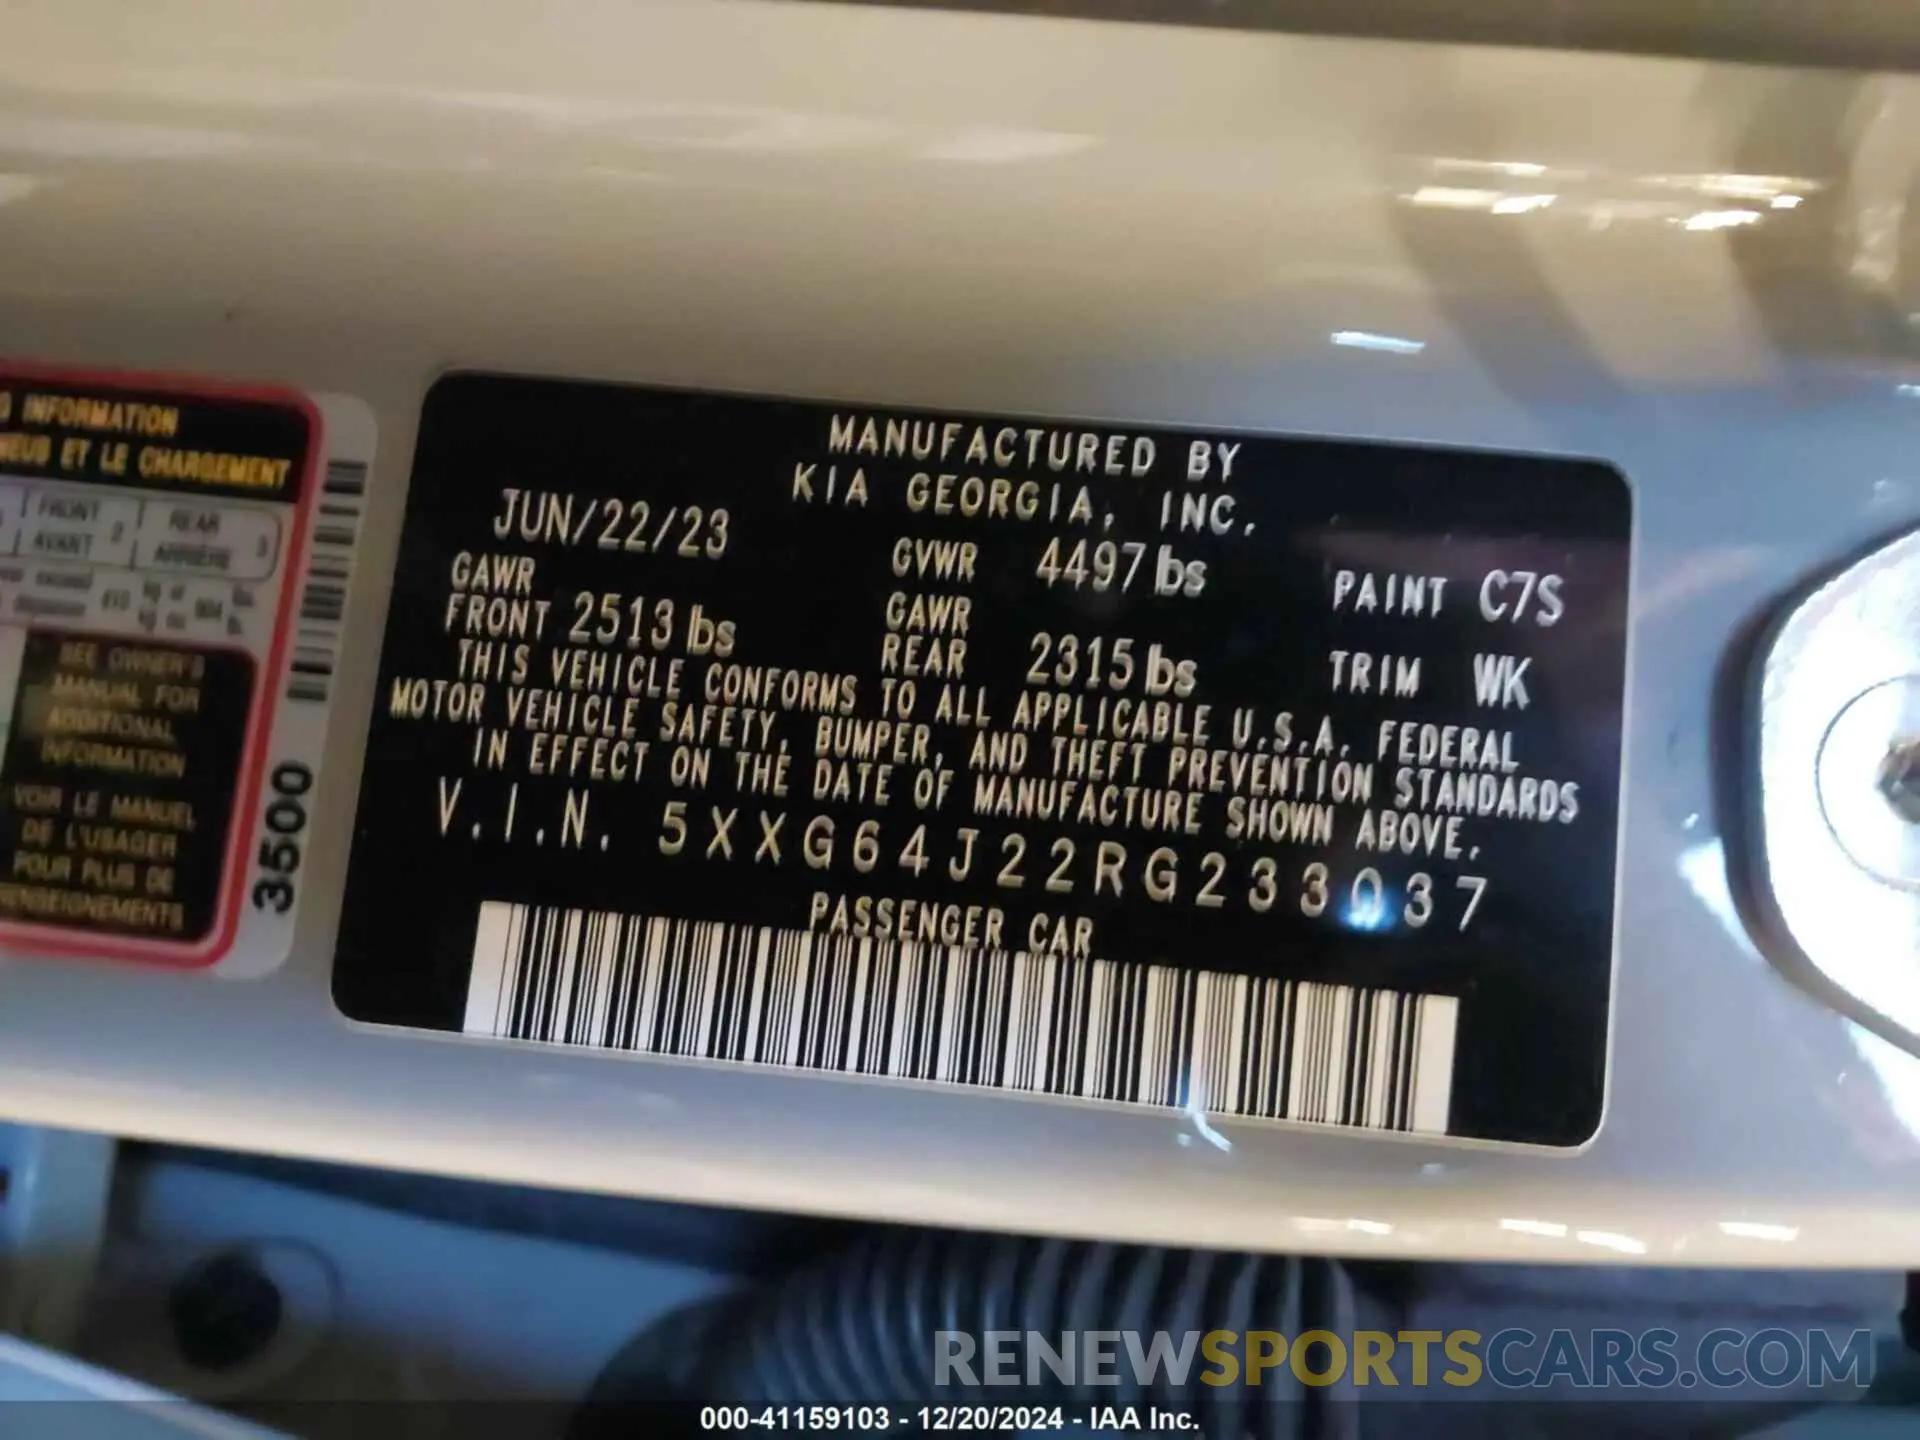 MANUFACTURED BY
KIA GEORGIA, INC.
JUN/22/23
GVWR 4497 lbs
PAINT C7S
GAWR
FRONT 2513 lbs
GAWR
REAR 2315 lbs
TRIM WK
THIS VEHICLE CONFORMS TO ALL APPLICABLE U.S.A. FEDERAL
MOTOR VEHICLE SAFETY, BUMPER, AND THEFT PREVENTION STANDARDS
IN EFFECT ON THE DATE OF MANUFACTURE SHOWN ABOVE.
V.I.N. 5XXG64J22RG233037
PASSENGER CAR
INFORMATION
ET LE CHARGEMENT
FRONT 2 REAR 3
AVANT ARRIÈRE
SEE OWNER'S
MANUAL FOR
ADDITIONAL
INFORMATION
VOIR LE MANUEL
DE L'USAGER
POUR PLUS DE
RENSEIGNEMENTS
3500
RENEWSPORTSCARS.COM
000-41159103 - 12/20/2024 - IAA Inc.